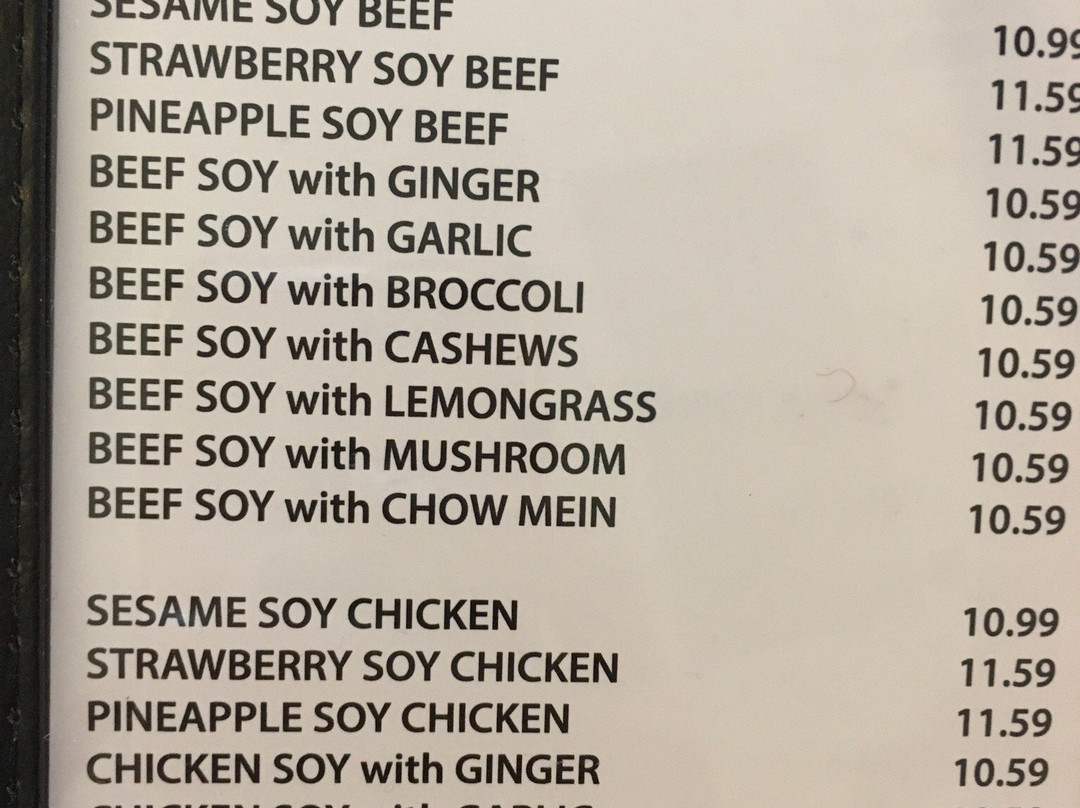 SESAME SOY BEEF 10.99
STRAWBERRY SOY BEEF 11.59
PINEAPPLE SOY BEEF 11.59
BEEF SOY with GINGER 10.59
BEEF SOY with GARLIC 10.59
BEEF SOY with BROCCOLI 10.59
BEEF SOY with CASHEWS 10.59
BEEF SOY with LEMONGRASS 10.59
BEEF SOY with MUSHROOM 10.59
BEEF SOY with CHOW MEIN 10.59
SESAME SOY CHICKEN 10.99
STRAWBERRY SOY CHICKEN 11.59
PINEAPPLE SOY CHICKEN 11.59
CHICKEN SOY with GINGER 10.59
CHICKEN SOY with GARLIC